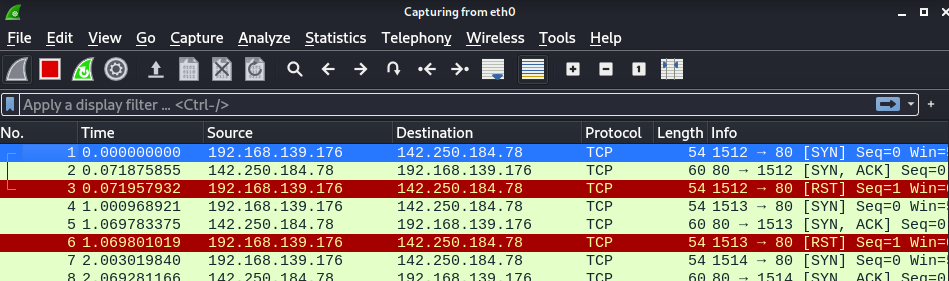 Capturing from eth0
File Edit View Go Capture Analyze Statistics Telephony Wireless Tools Help
Apply a display filter ... <Ctrl-/>
No. Time Source Destination Protocol Length Info
1 0.000000000 192.168.139.176 142.250.184.78 TCP 54 1512 → 80 [SYN] Seq=0 Win=
2 0.071875855 142.250.184.78 192.168.139.176 TCP 60 80 → 1512 [SYN, ACK] Seq=0
3 0.071957932 192.168.139.176 142.250.184.78 TCP 54 1512 → 80 [RST] Seq=1 Win=
4 1.000968921 192.168.139.176 142.250.184.78 TCP 54 1513 → 80 [SYN] Seq=0 Win=
5 1.069783375 142.250.184.78 192.168.139.176 TCP 60 80 → 1513 [SYN, ACK] Seq=0
6 1.069801019 192.168.139.176 142.250.184.78 TCP 54 1513 → 80 [RST] Seq=1 Win=
7 2.003019840 192.168.139.176 142.250.184.78 TCP 54 1514 → 80 [SYN] Seq=0 Win=
8 2.069281166 142.250.184.78 192.168.139.176 TCP 60 80 → 1514 [SYN, ACK] Seq=0